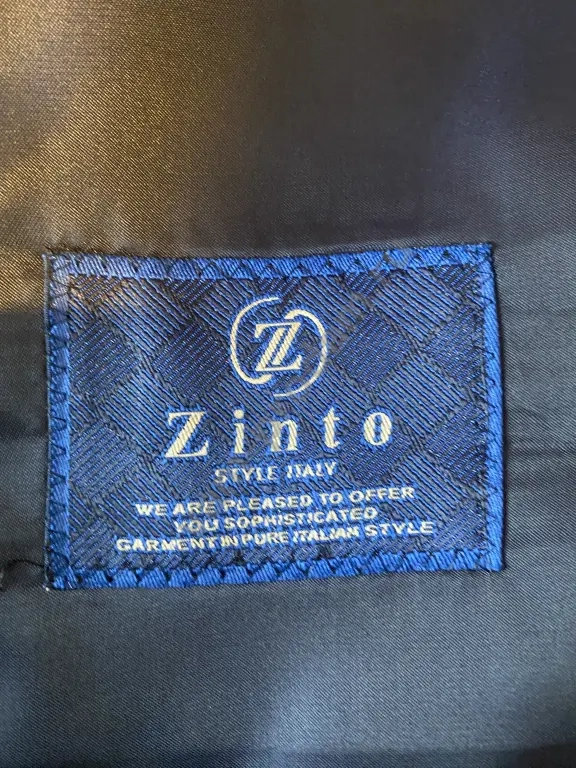 Z
Zinto
STYLE ITALY
WE ARE PLEASED TO OFFER
YOU SOPHISTICATED
GARMENT IN PURE ITALIAN STYLE